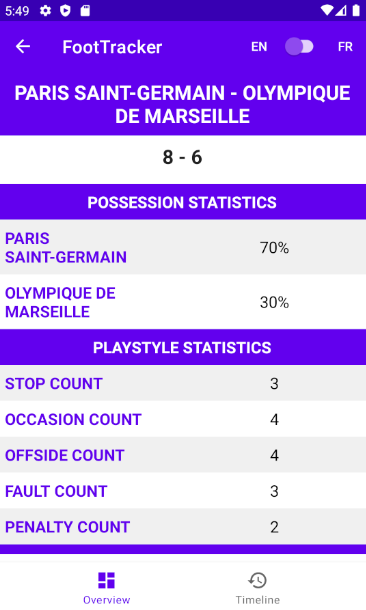 5:49
FootTracker EN FR
PARIS SAINT-GERMAIN - OLYMPIQUE
DE MARSEILLE
8 - 6
POSSESSION STATISTICS
PARIS
SAINT-GERMAIN 70%
OLYMPIQUE DE
MARSEILLE 30%
PLAYSTYLE STATISTICS
STOP COUNT 3
OCCASION COUNT 4
OFFSIDE COUNT 4
FAULT COUNT 3
PENALTY COUNT 2
Overview Timeline